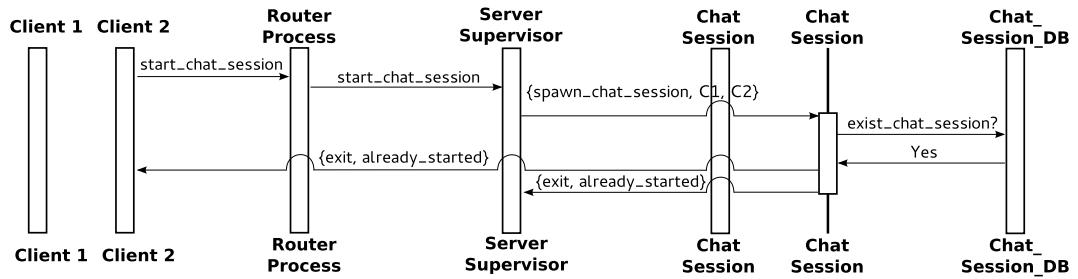 Client 1
Client 2
Router
Process
Server
Supervisor
Chat
Session
Chat
Session
Chat_
Session_DB
start_chat_session
start_chat_session
{spawn_chat_session, C1, C2}
exist_chat_session?
Yes
{exit, already_started}
{exit, already_started}
Client 1
Client 2
Router
Process
Server
Supervisor
Chat
Session
Chat
Session
Chat_
Session_DB